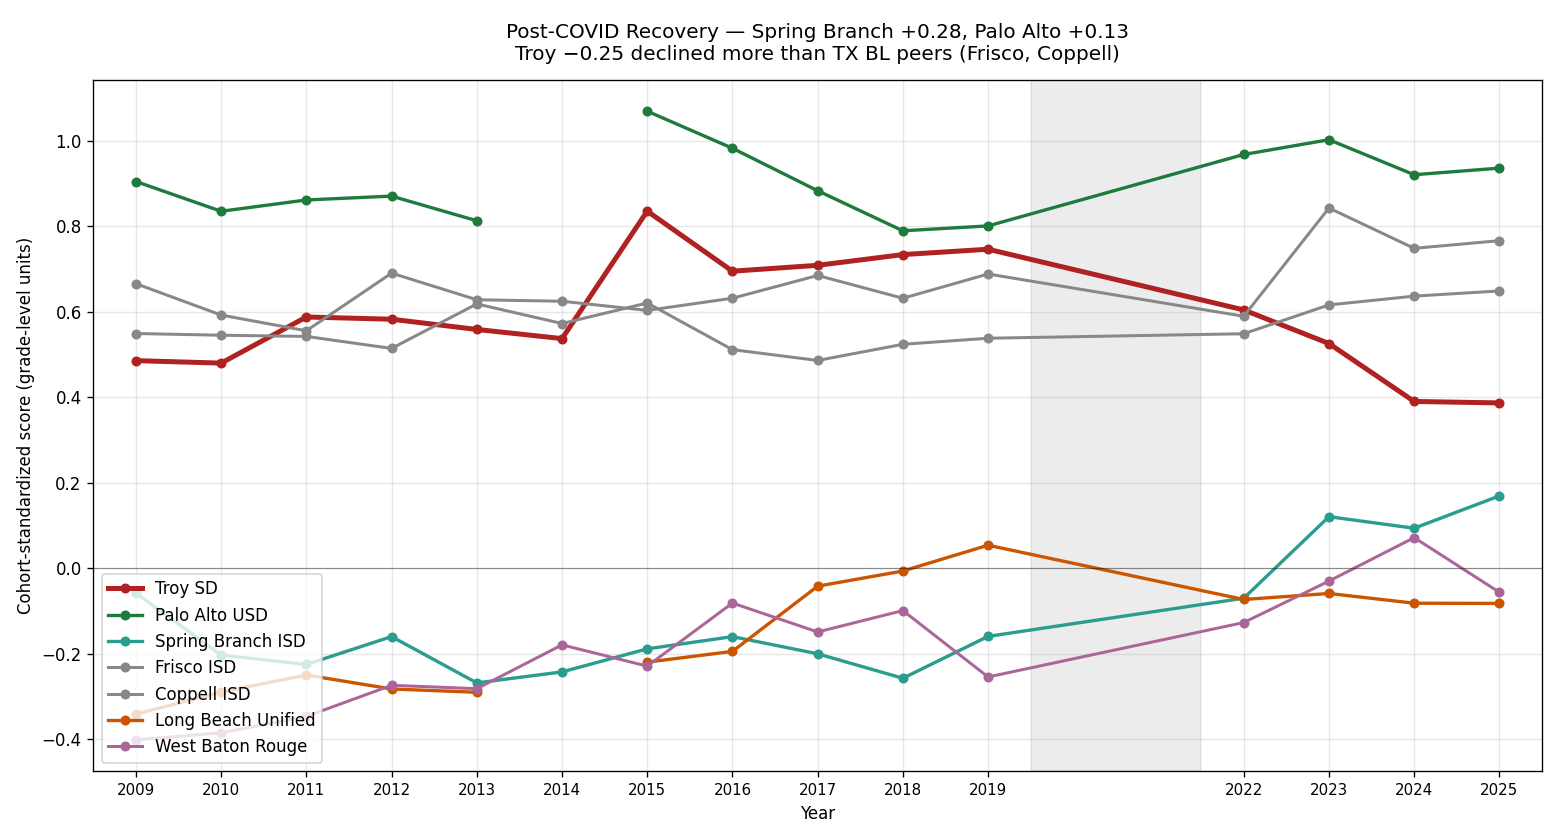 Post-COVID Recovery — Spring Branch +0.28, Palo Alto +0.13
Troy −0.25 declined more than TX BL peers (Frisco, Coppell)
Cohort-standardized score (grade-level units)
1.0
0.8
0.6
0.4
0.2
0.0
−0.2
−0.4
Troy SD
Palo Alto USD
Spring Branch ISD
Frisco ISD
Coppell ISD
Long Beach Unified
West Baton Rouge
2009 2010 2011 2012 2013 2014 2015 2016 2017 2018 2019 2022 2023 2024 2025
Year